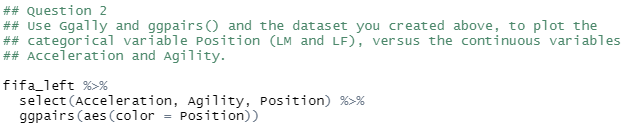 ## Question 2
## Use Ggally and ggpairs() and the dataset you created above, to plot the
## categorical variable Position (LM and LF), versus the continuous variables
## Acceleration and Agility.
fifa_left %>%
  select(Acceleration, Agility, Position) %>%
  ggpairs(aes(color = Position))